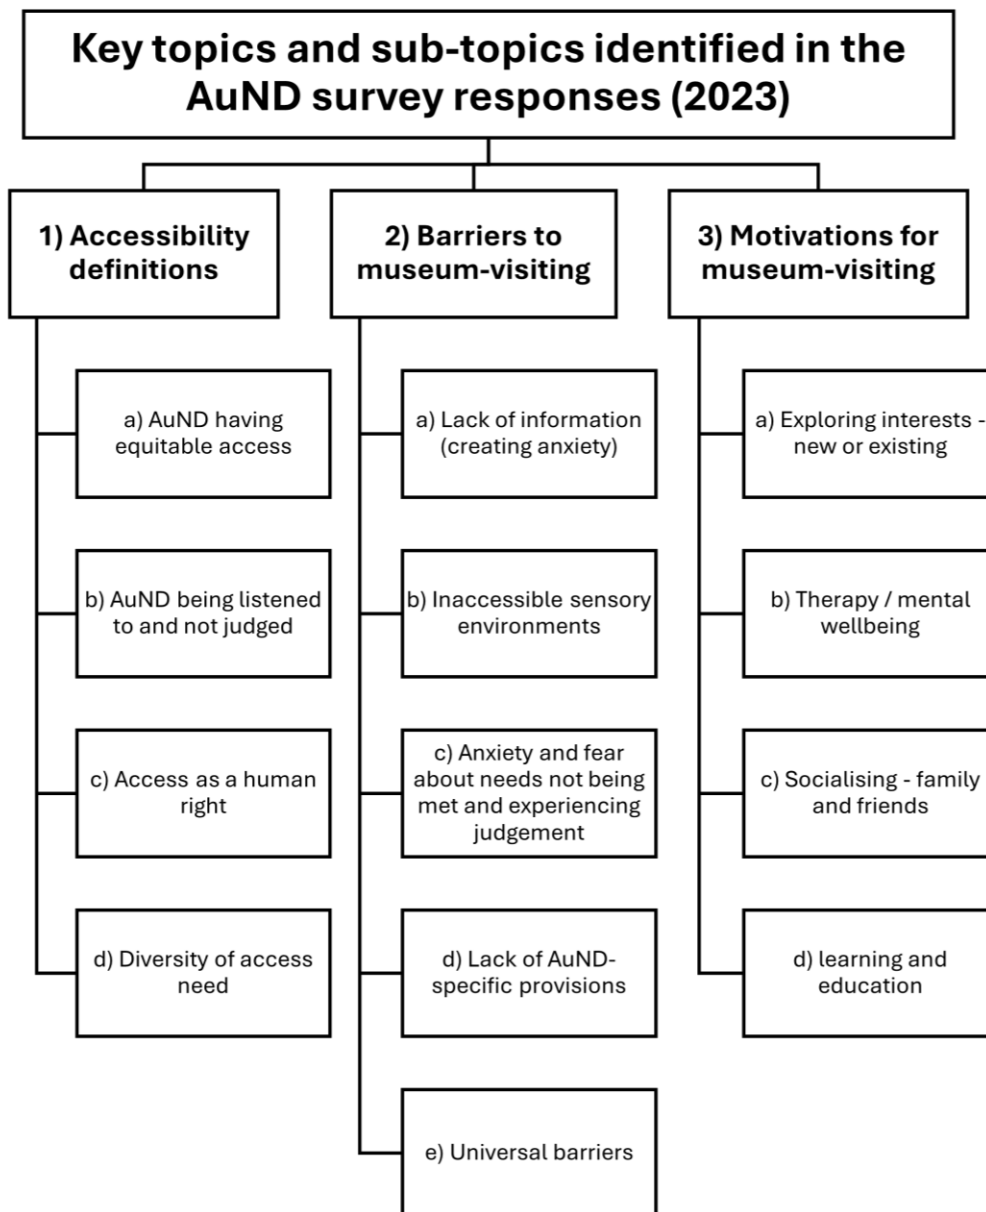 Key topics and sub-topics identified in the
AuND survey responses (2023)
1) Accessibility
definitions
a) AuND having
equitable access
b) AuND being listened
to and not judged
c) Access as a human
right
d) Diversity of access
need
2) Barriers to
museum-visiting
a) Lack of information
(creating anxiety)
b) Inaccessible sensory
environments
c) Anxiety and fear
about needs not being
met and experiencing
judgement
d) Lack of AuND-
specific provisions
e) Universal barriers
3) Motivations for
museum-visiting
a) Exploring interests -
new or existing
b) Therapy / mental
wellbeing
c) Socialising - family
and friends
d) learning and
education